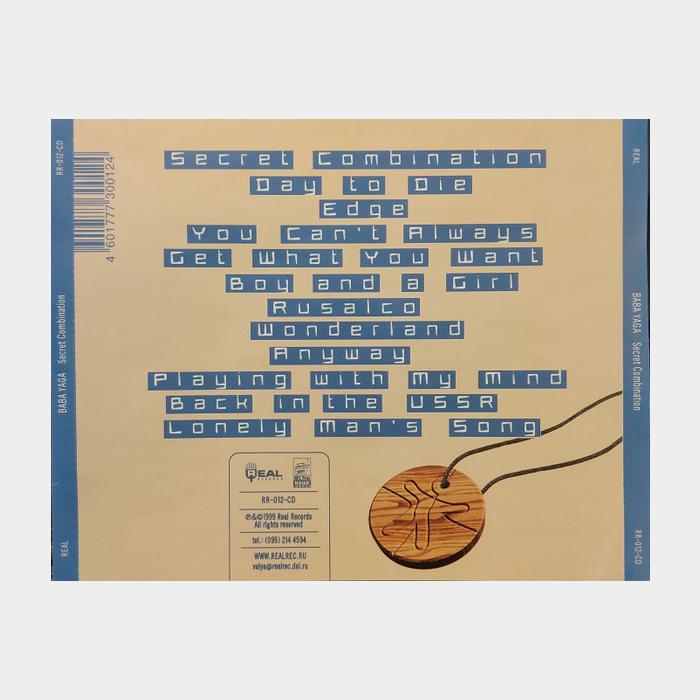 RR-012-CD
BABA YAGA Secret Combination
REAL
4 601777 300124
Secret Combination
Day to Die
Edge
You Can't Always
Get What You Want
Boy and a Girl
Rusalco
Wonderland
Anyway
Playing with My Mind
Back in the USSR
Lonely Man's Song
REAL
RECORDS
RR-012-CD
℗&©1999 Real Records
All rights reserved
tel.: (095) 214 4594
WWW.REALREC.RU
valya@realrec.dol.ru
REAL
BABA YAGA Secret Combination
RR-012-CD